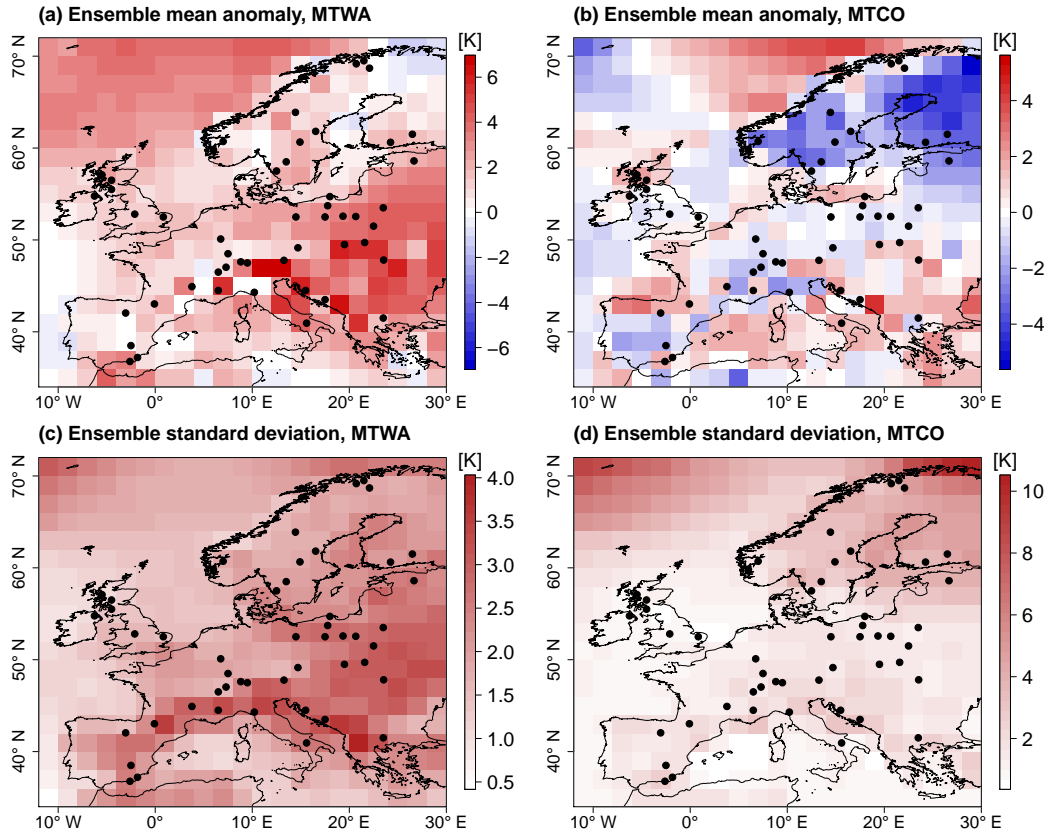 (a) Ensemble mean anomaly, MTWA
[K]
70° N
60° N
50° N
40° N
10° W 0° 10° E 20° E 30° E
6
4
2
0
−2
−4
−6
(b) Ensemble mean anomaly, MTCO
[K]
70° N
60° N
50° N
40° N
10° W 0° 10° E 20° E 30° E
4
2
0
−2
−4
(c) Ensemble standard deviation, MTWA
[K]
70° N
60° N
50° N
40° N
10° W 0° 10° E 20° E 30° E
4.0
3.5
3.0
2.5
2.0
1.5
1.0
0.5
(d) Ensemble standard deviation, MTCO
[K]
70° N
60° N
50° N
40° N
10° W 0° 10° E 20° E 30° E
10
8
6
4
2